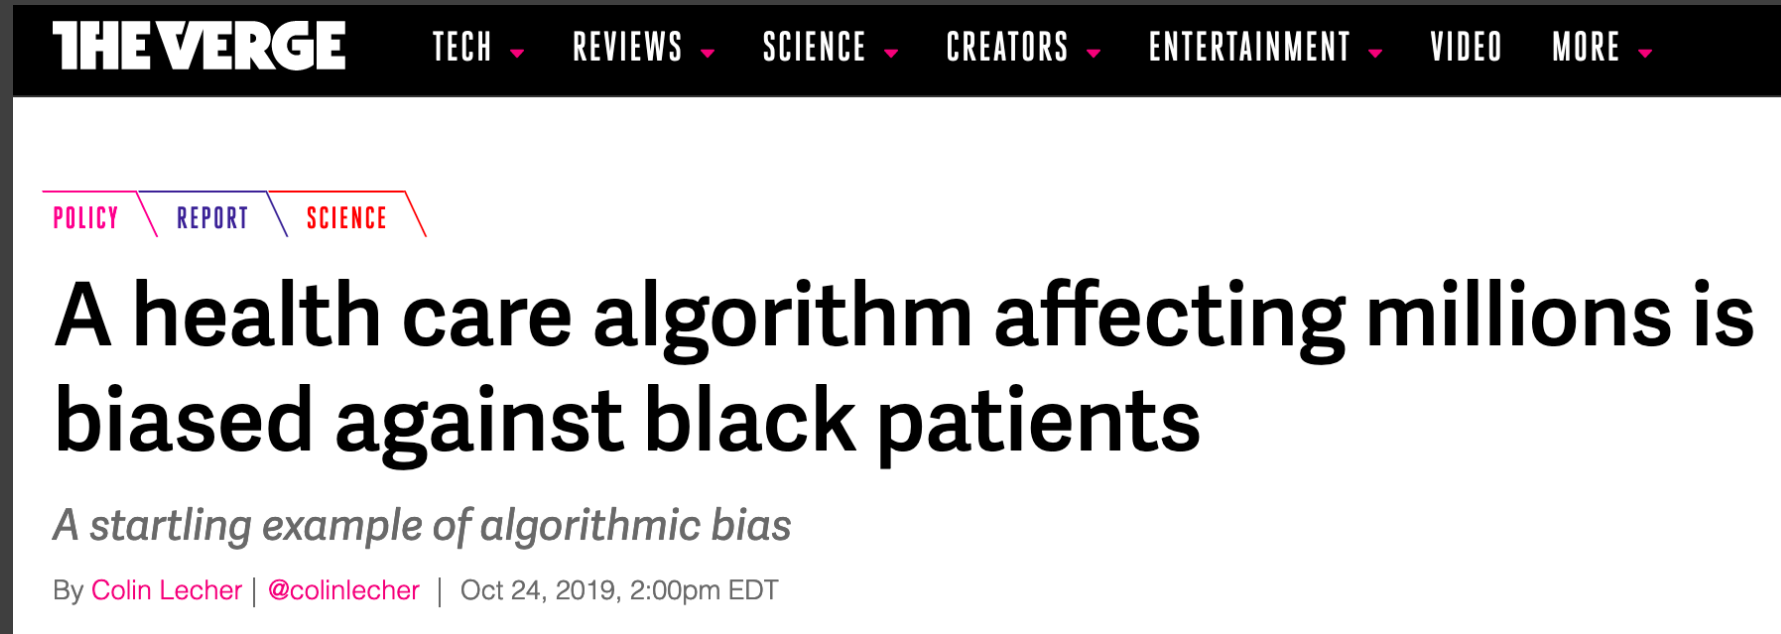 THE VERGE TECH REVIEWS SCIENCE CREATORS ENTERTAINMENT VIDEO MORE
POLICY REPORT SCIENCE
A health care algorithm affecting millions is
biased against black patients
A startling example of algorithmic bias
By Colin Lecher | @colinlecher | Oct 24, 2019, 2:00pm EDT